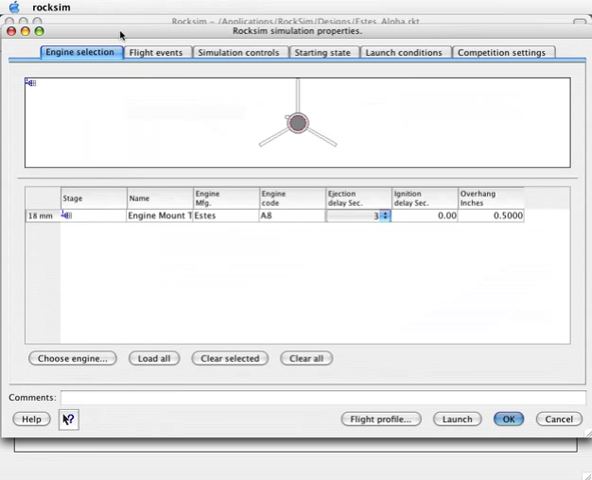 rocksim
Rocksim - /Applications/RockSim/Designs/Estes_Alpha.rkt
Rocksim simulation properties.
Engine selection Flight events Simulation controls Starting state Launch conditions Competition settings
Stage Name Engine Mfg. Engine code Ejection delay Sec. Ignition delay Sec. Overhang Inches
18 mm Engine Mount T Estes A8 3 0.00 0.5000
Choose engine... Load all Clear selected Clear all
Comments:
Help ? Flight profile... Launch OK Cancel